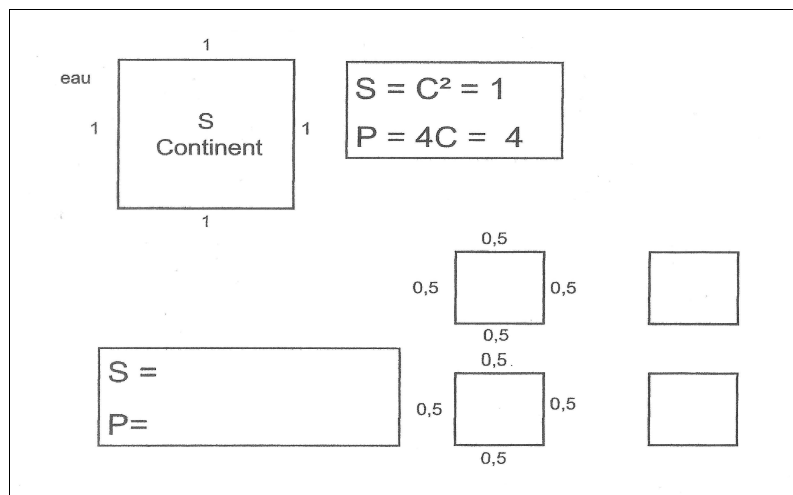 1
eau
1
S
Continent
1
1
S = C² = 1
P = 4C = 4
0,5
0,5
0,5
0,5
S =
P=
0,5
0,5
0,5
0,5